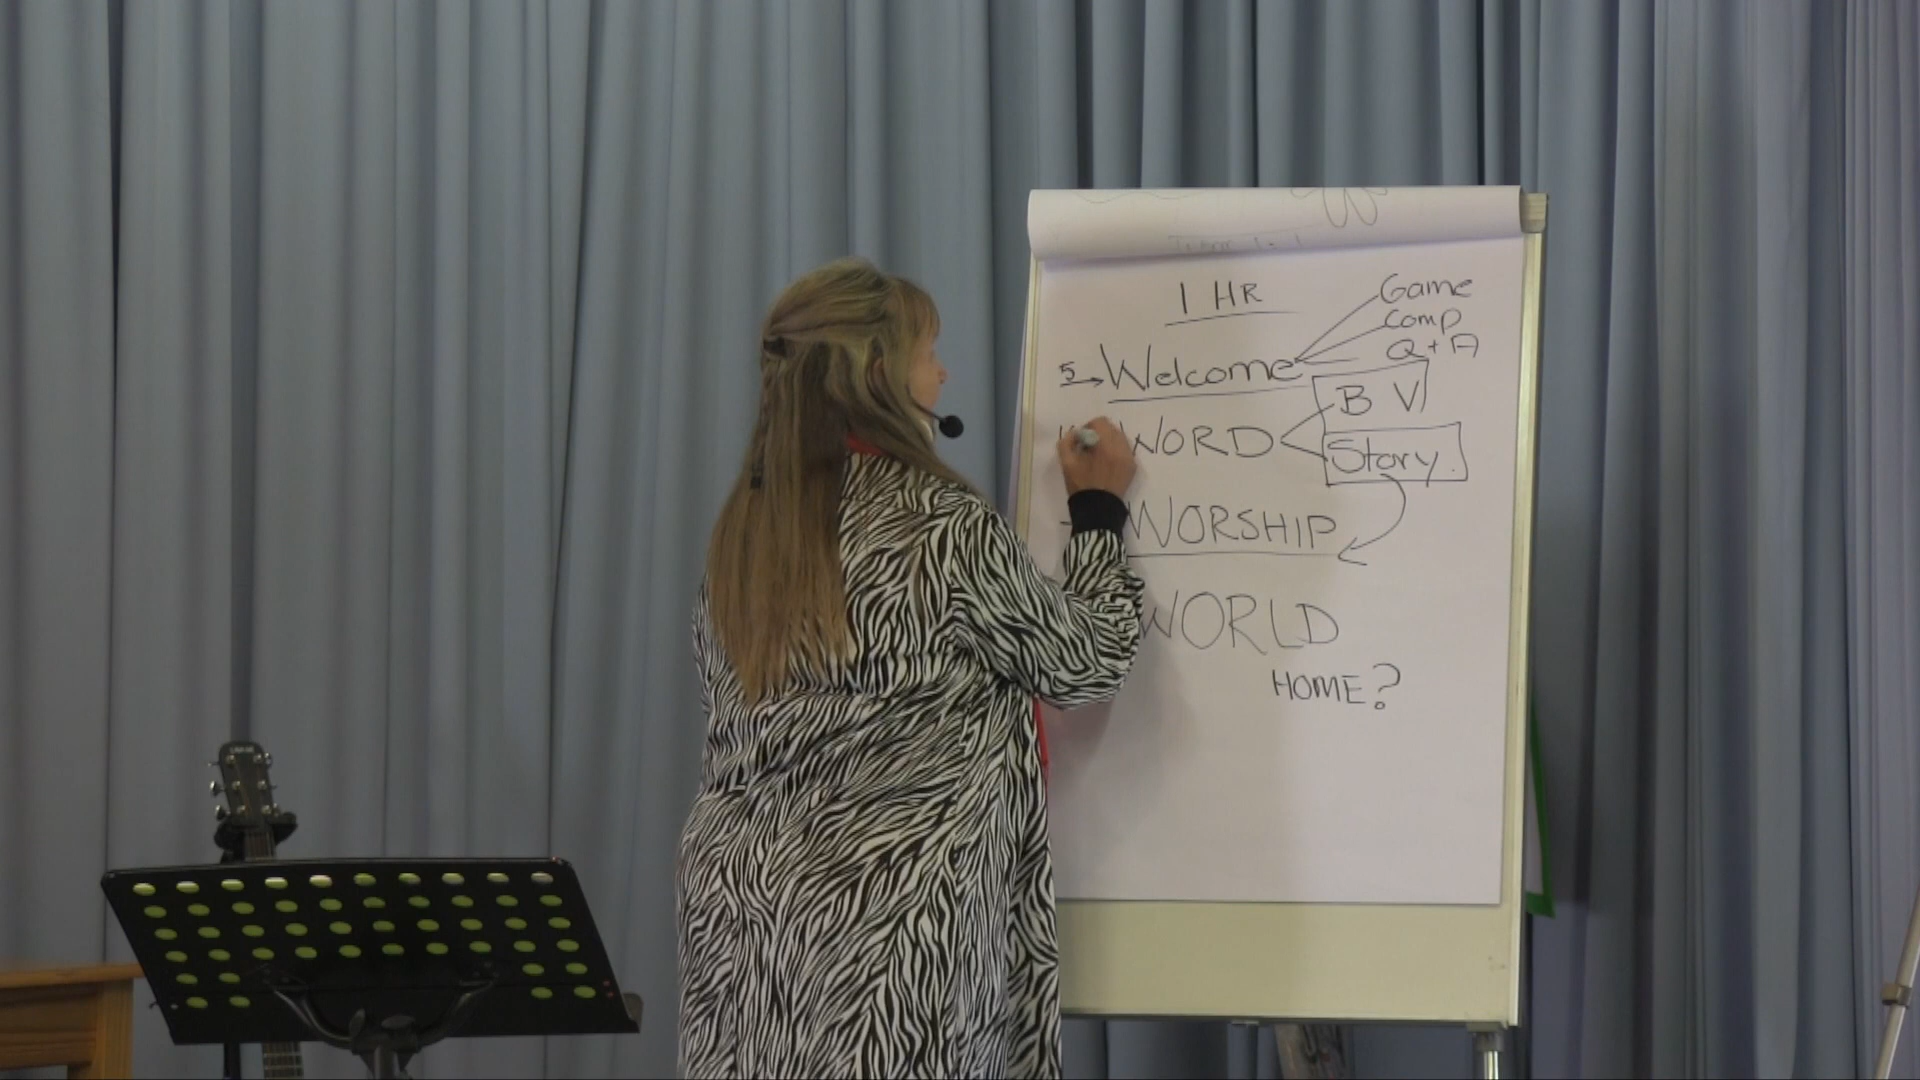 1 HR
Game
Comp
Q + A
5 → Welcome
B V
WORD
Story.
WORSHIP
WORLD
HOME?